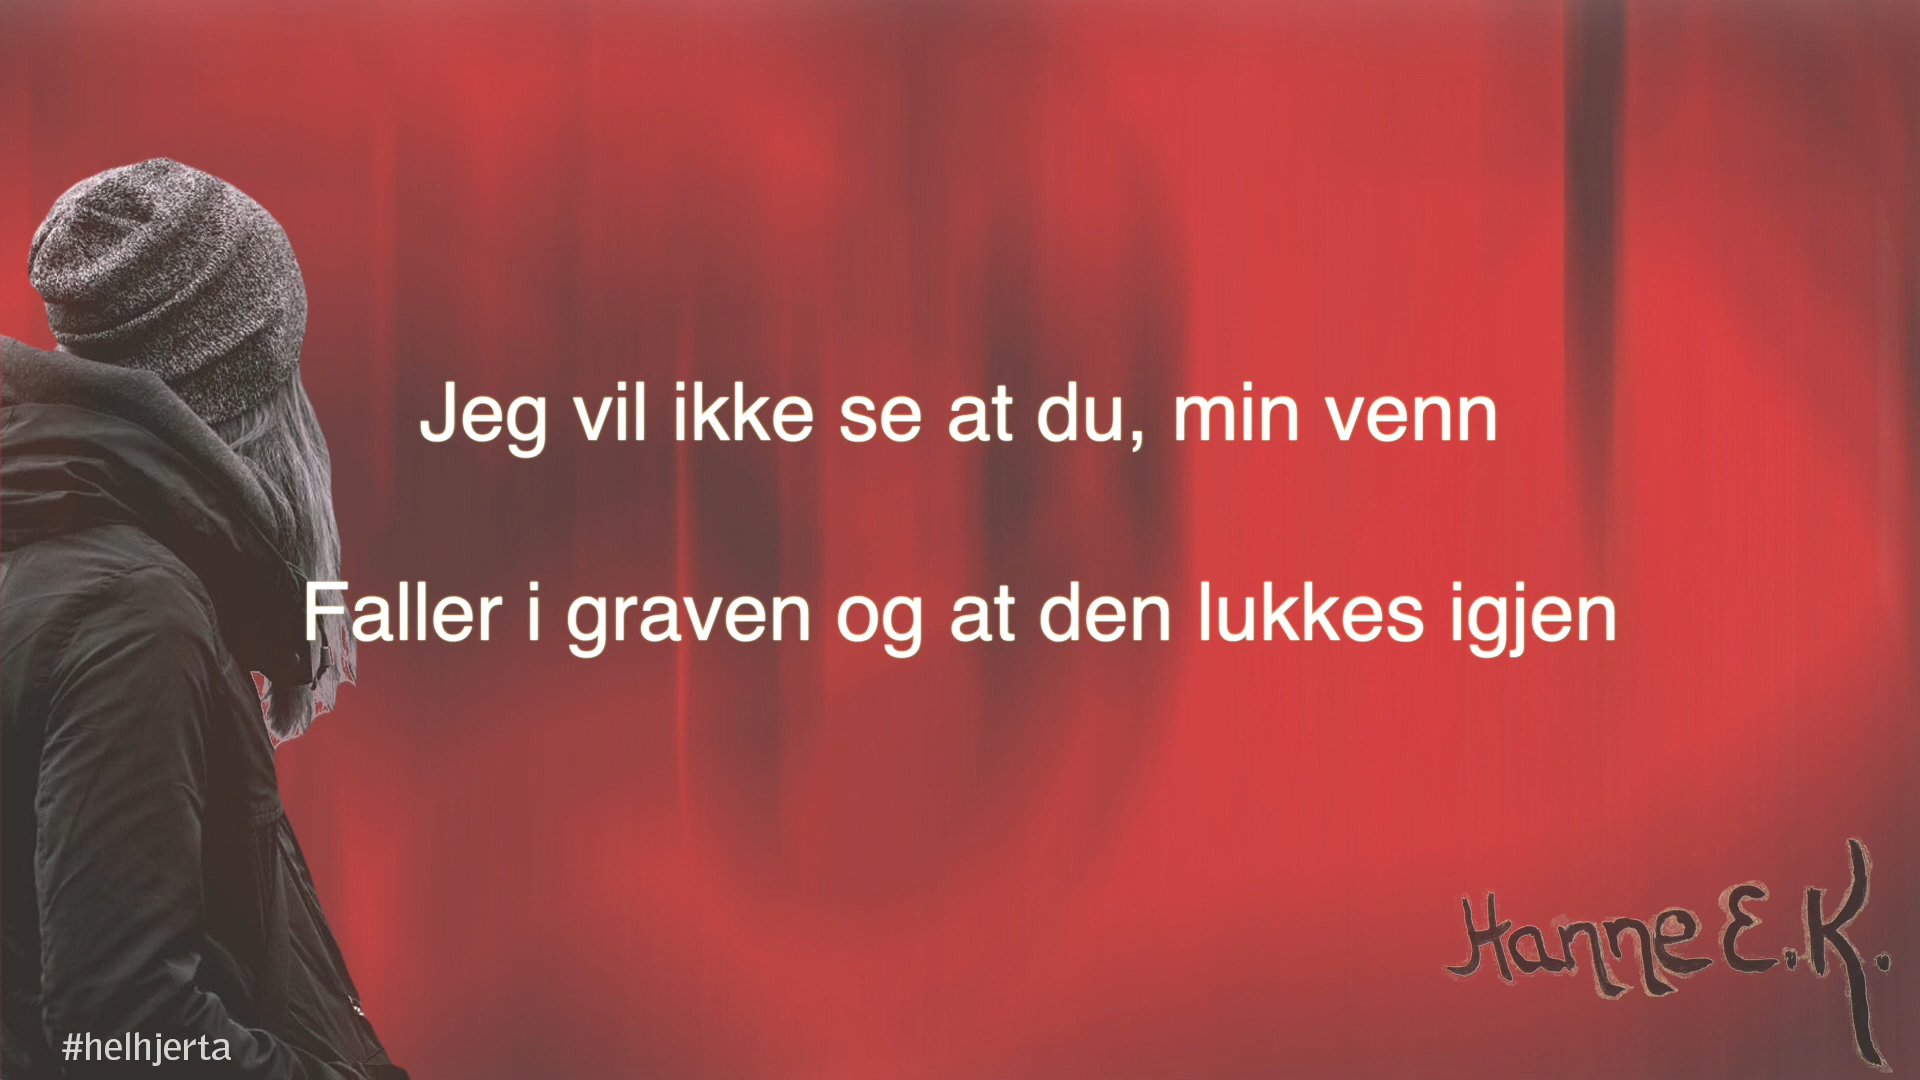 Jeg vil ikke se at du, min venn
Faller i graven og at den lukkes igjen
Hanne E.K.
#helhjerta